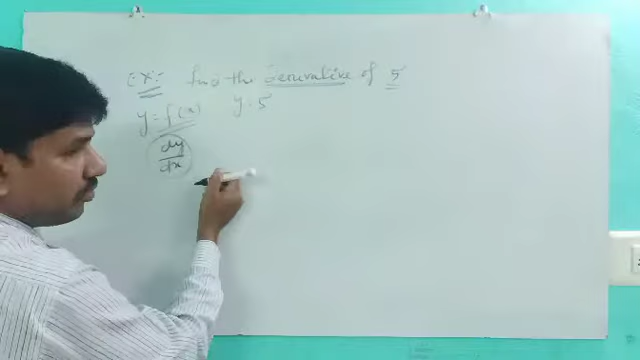 Ex:- find the derivative of 5
y = f(x) y = 5
dy
dx